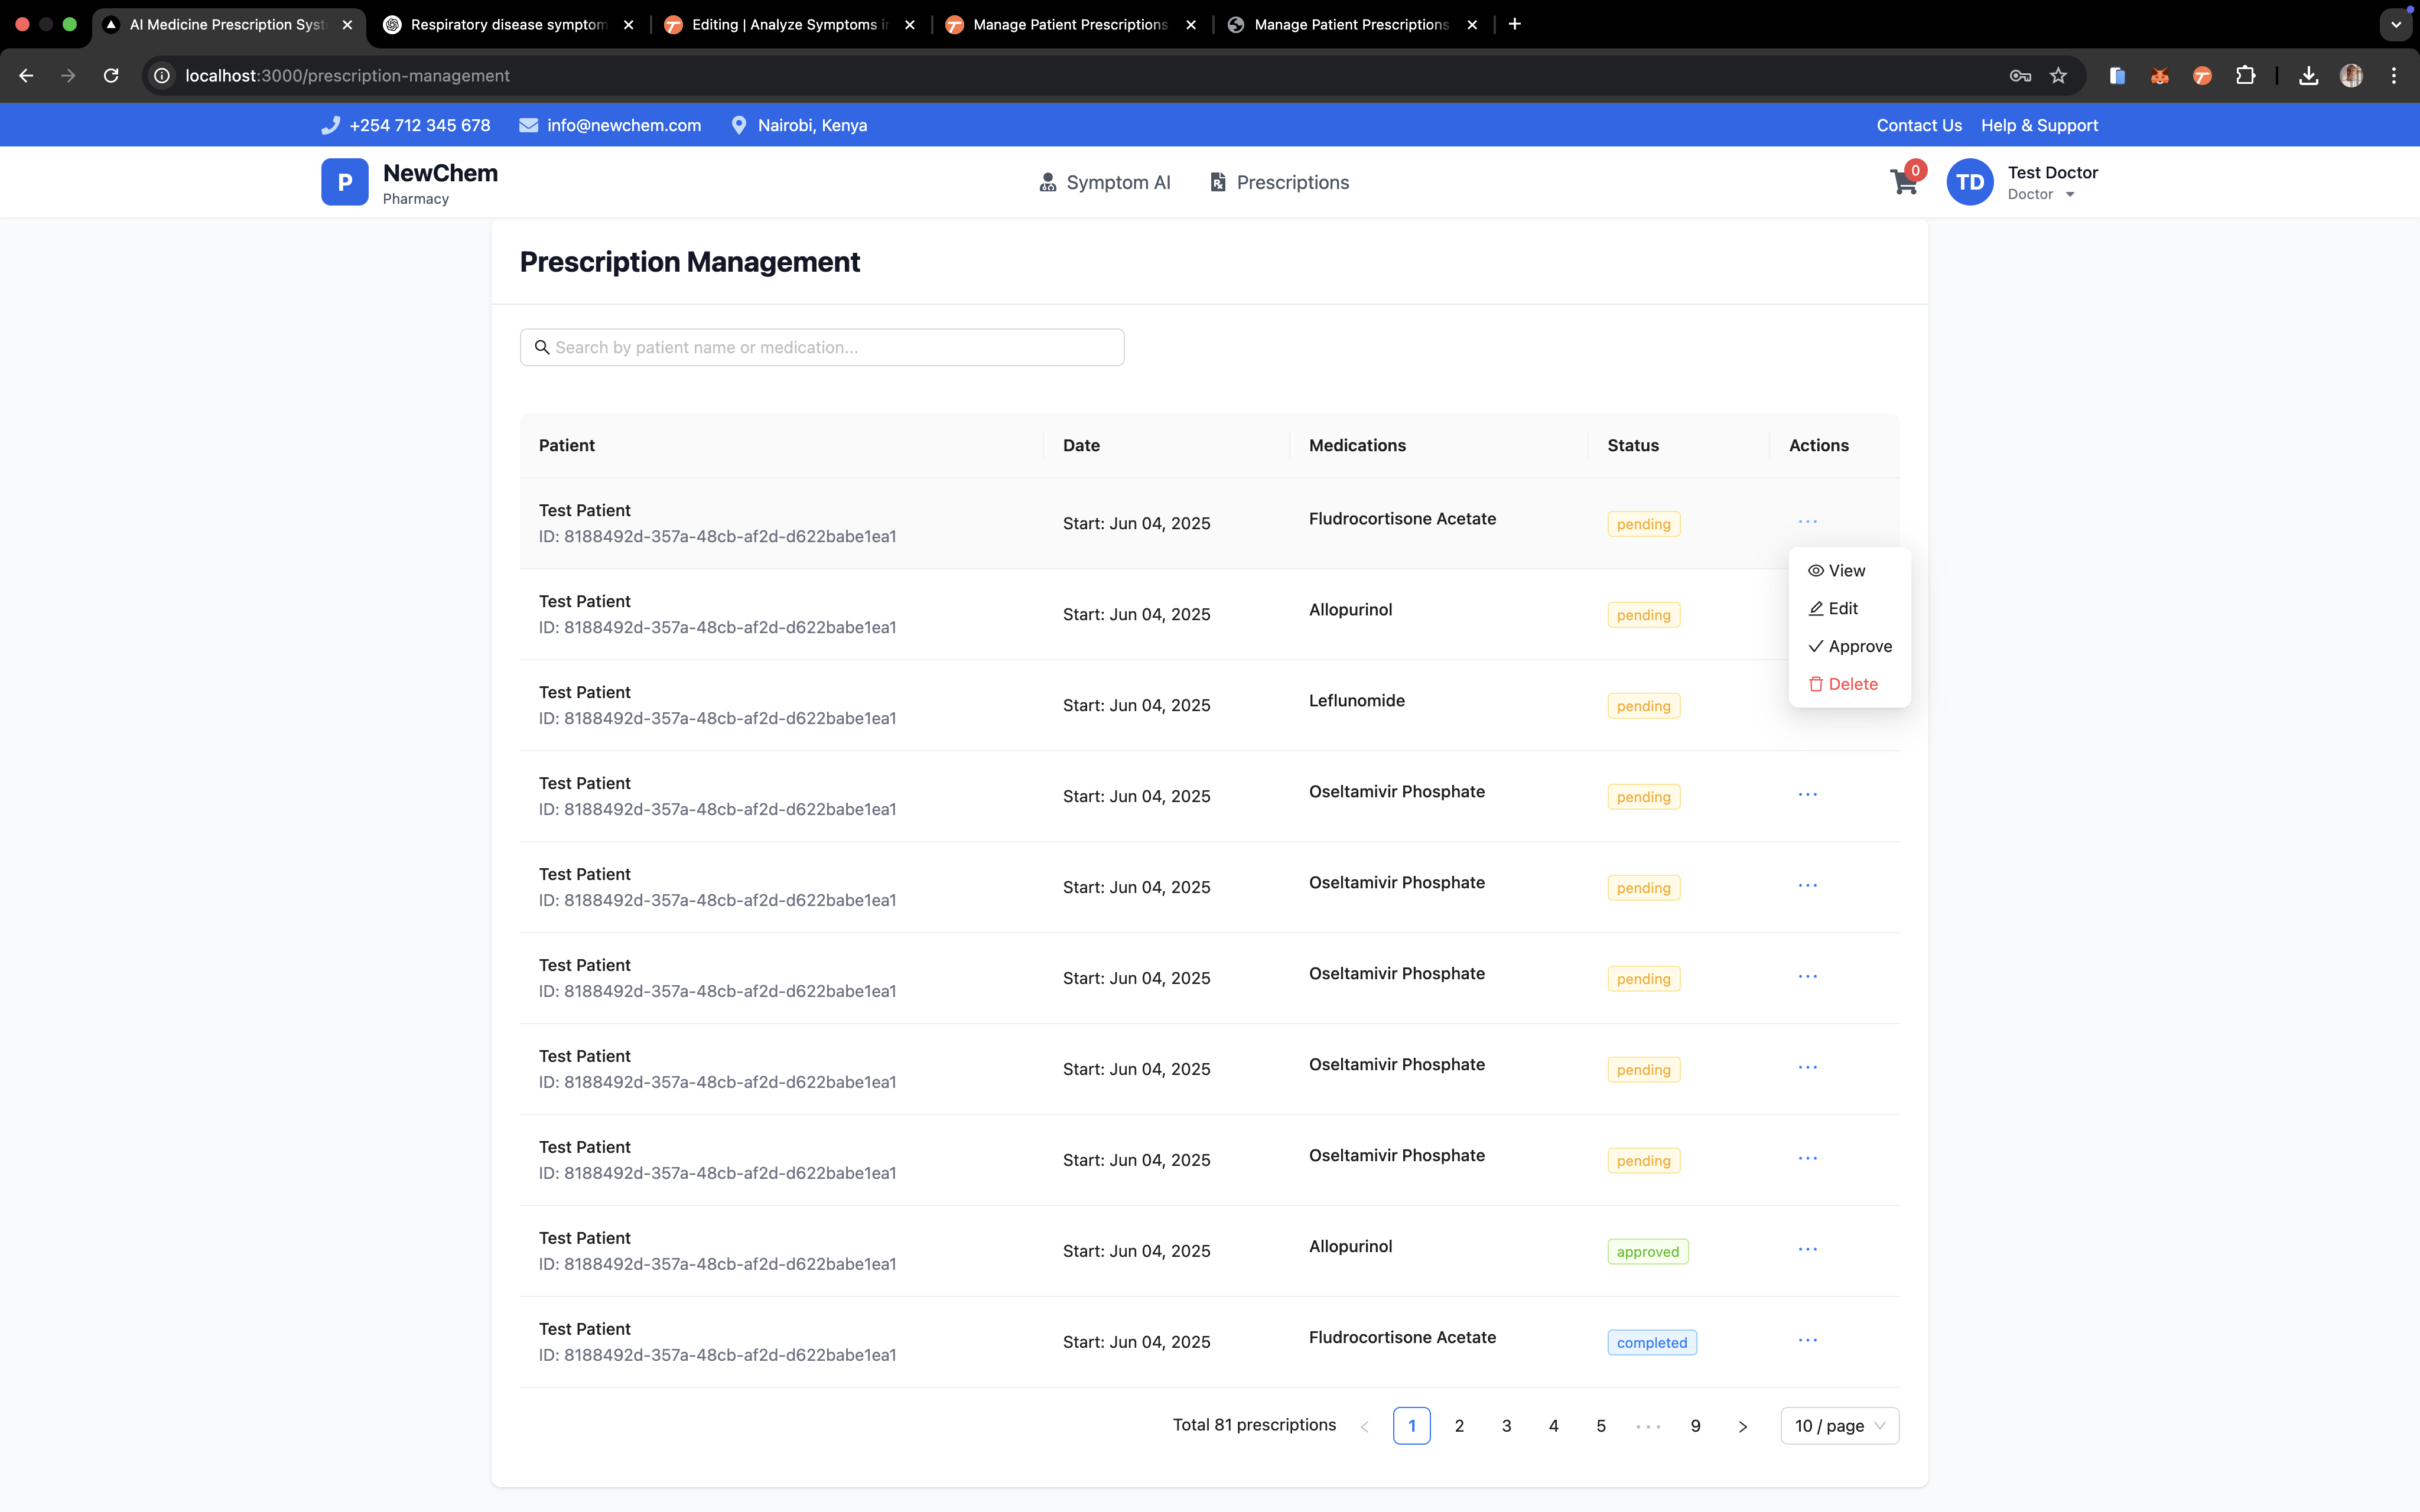 AI Medicine Prescription Syst
Respiratory disease symptom
Editing | Analyze Symptoms in
Manage Patient Prescriptions
Manage Patient Prescriptions
localhost:3000/prescription-management
+254 712 345 678
info@newchem.com
Nairobi, Kenya
Contact Us
Help & Support
P
NewChem
Pharmacy
Symptom AI
Prescriptions
0
TD
Test Doctor
Doctor
Prescription Management
Search by patient name or medication...
Patient Date Medications Status Actions
Test Patient
ID: 8188492d-357a-48cb-af2d-d622babe1ea1
Start: Jun 04, 2025
Fludrocortisone Acetate
pending
View
Edit
Approve
Delete
Test Patient
ID: 8188492d-357a-48cb-af2d-d622babe1ea1
Start: Jun 04, 2025
Allopurinol
pending
Test Patient
ID: 8188492d-357a-48cb-af2d-d622babe1ea1
Start: Jun 04, 2025
Leflunomide
pending
Test Patient
ID: 8188492d-357a-48cb-af2d-d622babe1ea1
Start: Jun 04, 2025
Oseltamivir Phosphate
pending
Test Patient
ID: 8188492d-357a-48cb-af2d-d622babe1ea1
Start: Jun 04, 2025
Oseltamivir Phosphate
pending
Test Patient
ID: 8188492d-357a-48cb-af2d-d622babe1ea1
Start: Jun 04, 2025
Oseltamivir Phosphate
pending
Test Patient
ID: 8188492d-357a-48cb-af2d-d622babe1ea1
Start: Jun 04, 2025
Oseltamivir Phosphate
pending
Test Patient
ID: 8188492d-357a-48cb-af2d-d622babe1ea1
Start: Jun 04, 2025
Oseltamivir Phosphate
pending
Test Patient
ID: 8188492d-357a-48cb-af2d-d622babe1ea1
Start: Jun 04, 2025
Allopurinol
approved
Test Patient
ID: 8188492d-357a-48cb-af2d-d622babe1ea1
Start: Jun 04, 2025
Fludrocortisone Acetate
completed
Total 81 prescriptions < 1 2 3 4 5 ••• 9 > 10 / page